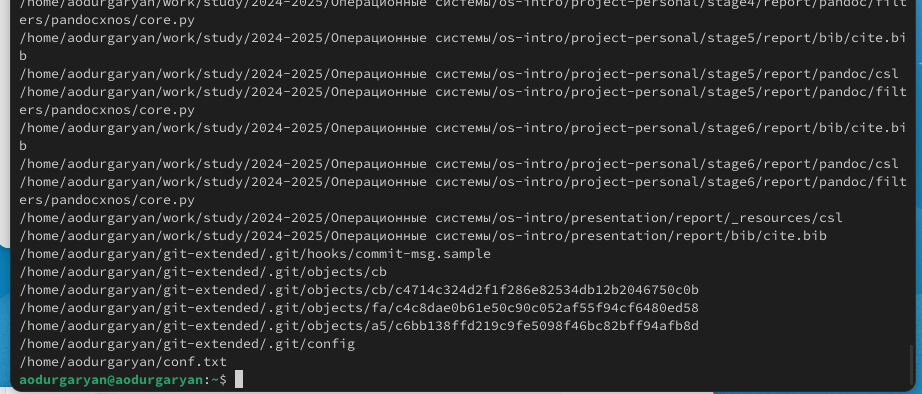 /home/aodurgaryan/work/study/2024-2025/Операционные системы/os-intro/project-personal/stage4/report/pandoc/filt
ers/pandocxnos/core.py
/home/aodurgaryan/work/study/2024-2025/Операционные системы/os-intro/project-personal/stage5/report/bib/cite.bi
b
/home/aodurgaryan/work/study/2024-2025/Операционные системы/os-intro/project-personal/stage5/report/pandoc/csl
/home/aodurgaryan/work/study/2024-2025/Операционные системы/os-intro/project-personal/stage5/report/pandoc/filt
ers/pandocxnos/core.py
/home/aodurgaryan/work/study/2024-2025/Операционные системы/os-intro/project-personal/stage6/report/bib/cite.bi
b
/home/aodurgaryan/work/study/2024-2025/Операционные системы/os-intro/project-personal/stage6/report/pandoc/csl
/home/aodurgaryan/work/study/2024-2025/Операционные системы/os-intro/project-personal/stage6/report/pandoc/filt
ers/pandocxnos/core.py
/home/aodurgaryan/work/study/2024-2025/Операционные системы/os-intro/presentation/report/_resources/csl
/home/aodurgaryan/work/study/2024-2025/Операционные системы/os-intro/presentation/report/bib/cite.bib
/home/aodurgaryan/git-extended/.git/hooks/commit-msg.sample
/home/aodurgaryan/git-extended/.git/objects/cb
/home/aodurgaryan/git-extended/.git/objects/cb/c4714c324d2f1f286e82534db12b2046750c0b
/home/aodurgaryan/git-extended/.git/objects/fa/c4c8dae0b61e50c90c052af55f94cf6480ed58
/home/aodurgaryan/git-extended/.git/objects/a5/c6bb138ffd219c9fe5098f46bc82bff94afb8d
/home/aodurgaryan/git-extended/.git/config
/home/aodurgaryan/conf.txt
aodurgaryan@aodurgaryan:~$